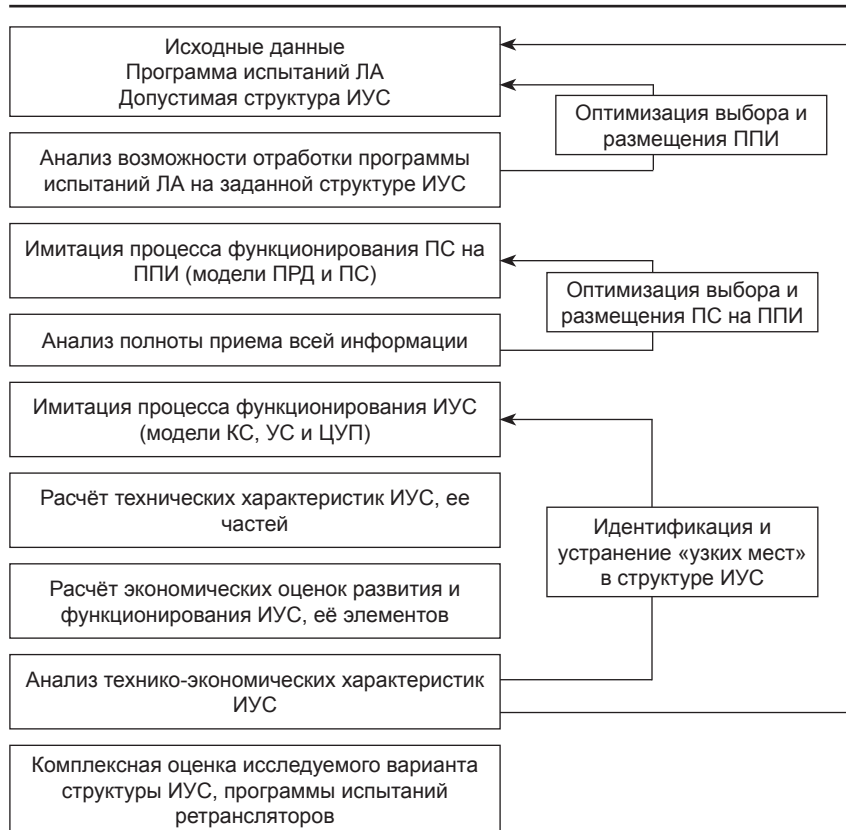 Исходные данные
Программа испытаний ЛА
Допустимая структура ИУС
Оптимизация выбора и
размещения ППИ
Анализ возможности отработки программы
испытаний ЛА на заданной структуре ИУС
Имитация процесса функционирования ПС на
ППИ (модели ПРД и ПС)
Оптимизация выбора и
размещения ПС на ППИ
Анализ полноты приема всей информации
Имитация процесса функционирования ИУС
(модели КС, УС и ЦУП)
Расчёт технических характеристик ИУС, ее
частей
Идентификация и
устранение «узких мест»
в структуре ИУС
Расчёт экономических оценок развития и
функционирования ИУС, её элементов
Анализ технико-экономических характеристик
ИУС
Комплексная оценка исследуемого варианта
структуры ИУС, программы испытаний
ретрансляторов